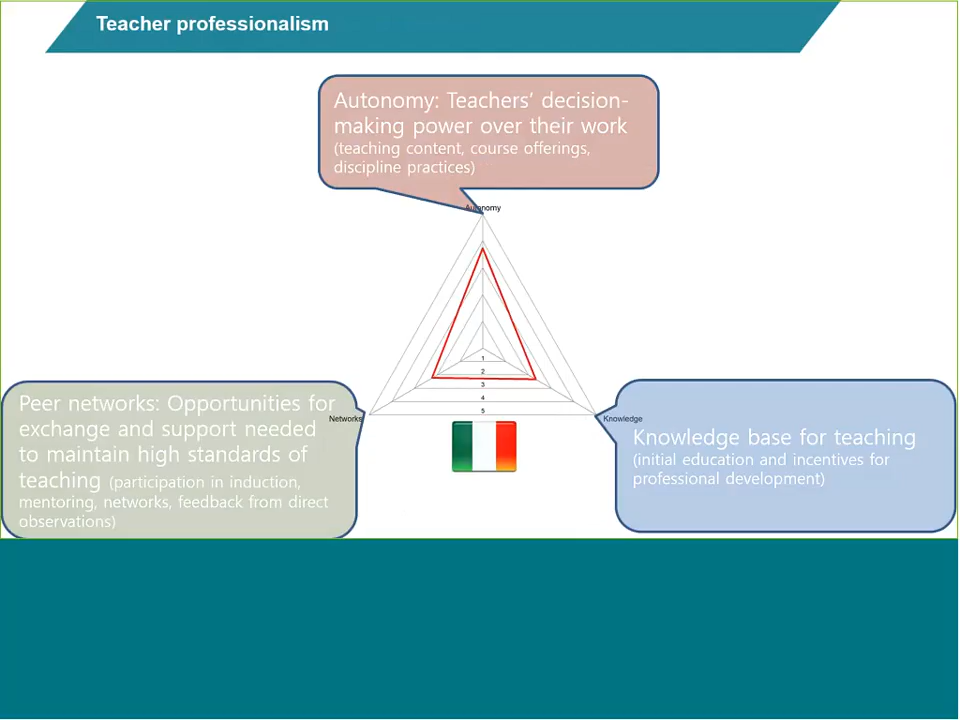 Teacher professionalism
Autonomy: Teachers’ decision-
making power over their work
(teaching content, course offerings,
discipline practices)
Autonomy
1
2
3
4
5
Networks
Knowledge
Peer networks: Opportunities for
exchange and support needed
to maintain high standards of
teaching (participation in induction,
mentoring, networks, feedback from direct
observations)
Knowledge base for teaching
(initial education and incentives for
professional development)